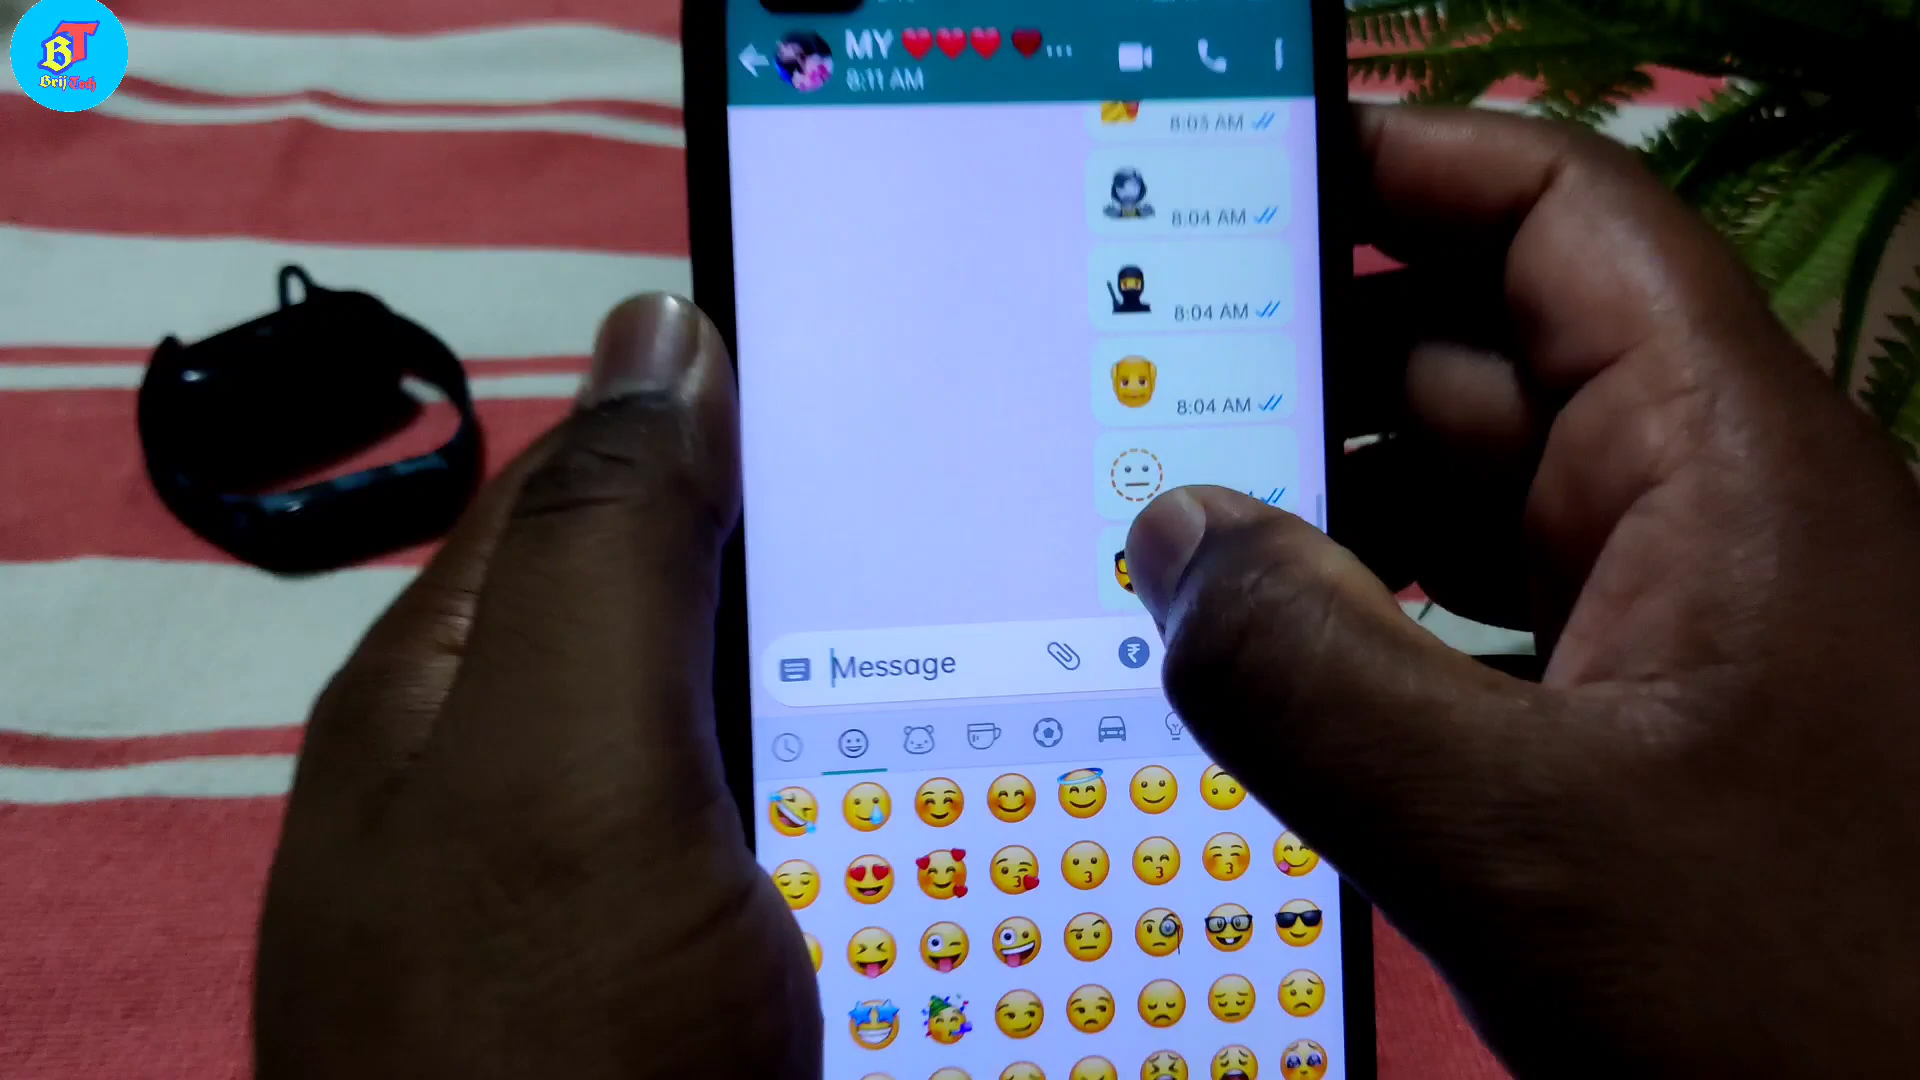 BT
Brij Tech
MY ❤️❤️❤️ ❤️...
8:11 AM
8:03 AM
8:04 AM
8:04 AM
8:04 AM
Message